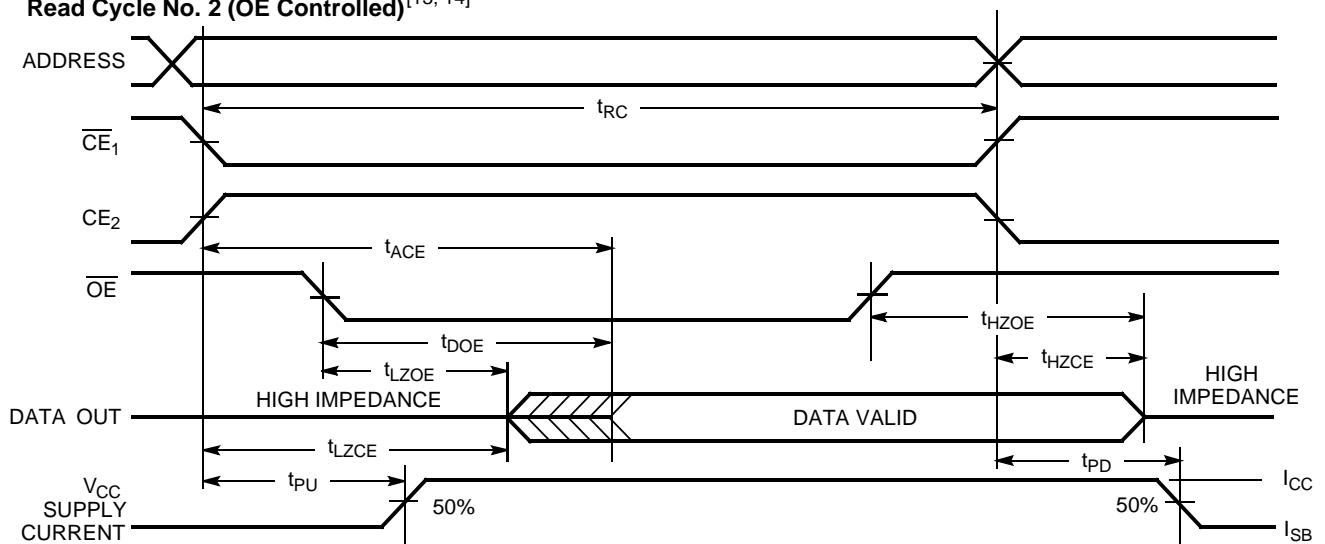 Read Cycle No. 2 (OE Controlled)[13, 14]
ADDRESS
tRC
CE1
CE2
tACE
OE
tHZOE
tDOE
tHZCE
tLZOE
HIGH IMPEDANCE
HIGH
IMPEDANCE
DATA OUT
DATA VALID
tLZCE
tPD
VCC
SUPPLY
CURRENT
tPU
50%
50%
ICC
ISB